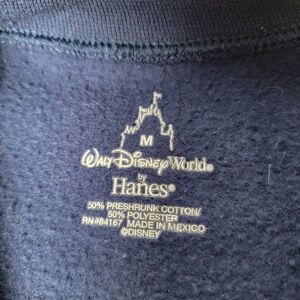 M
Walt Disney World®
by
Hanes®
50% PRESHRUNK COTTON/
50% POLYESTER
RN#84167 MADE IN MEXICO
©DISNEY